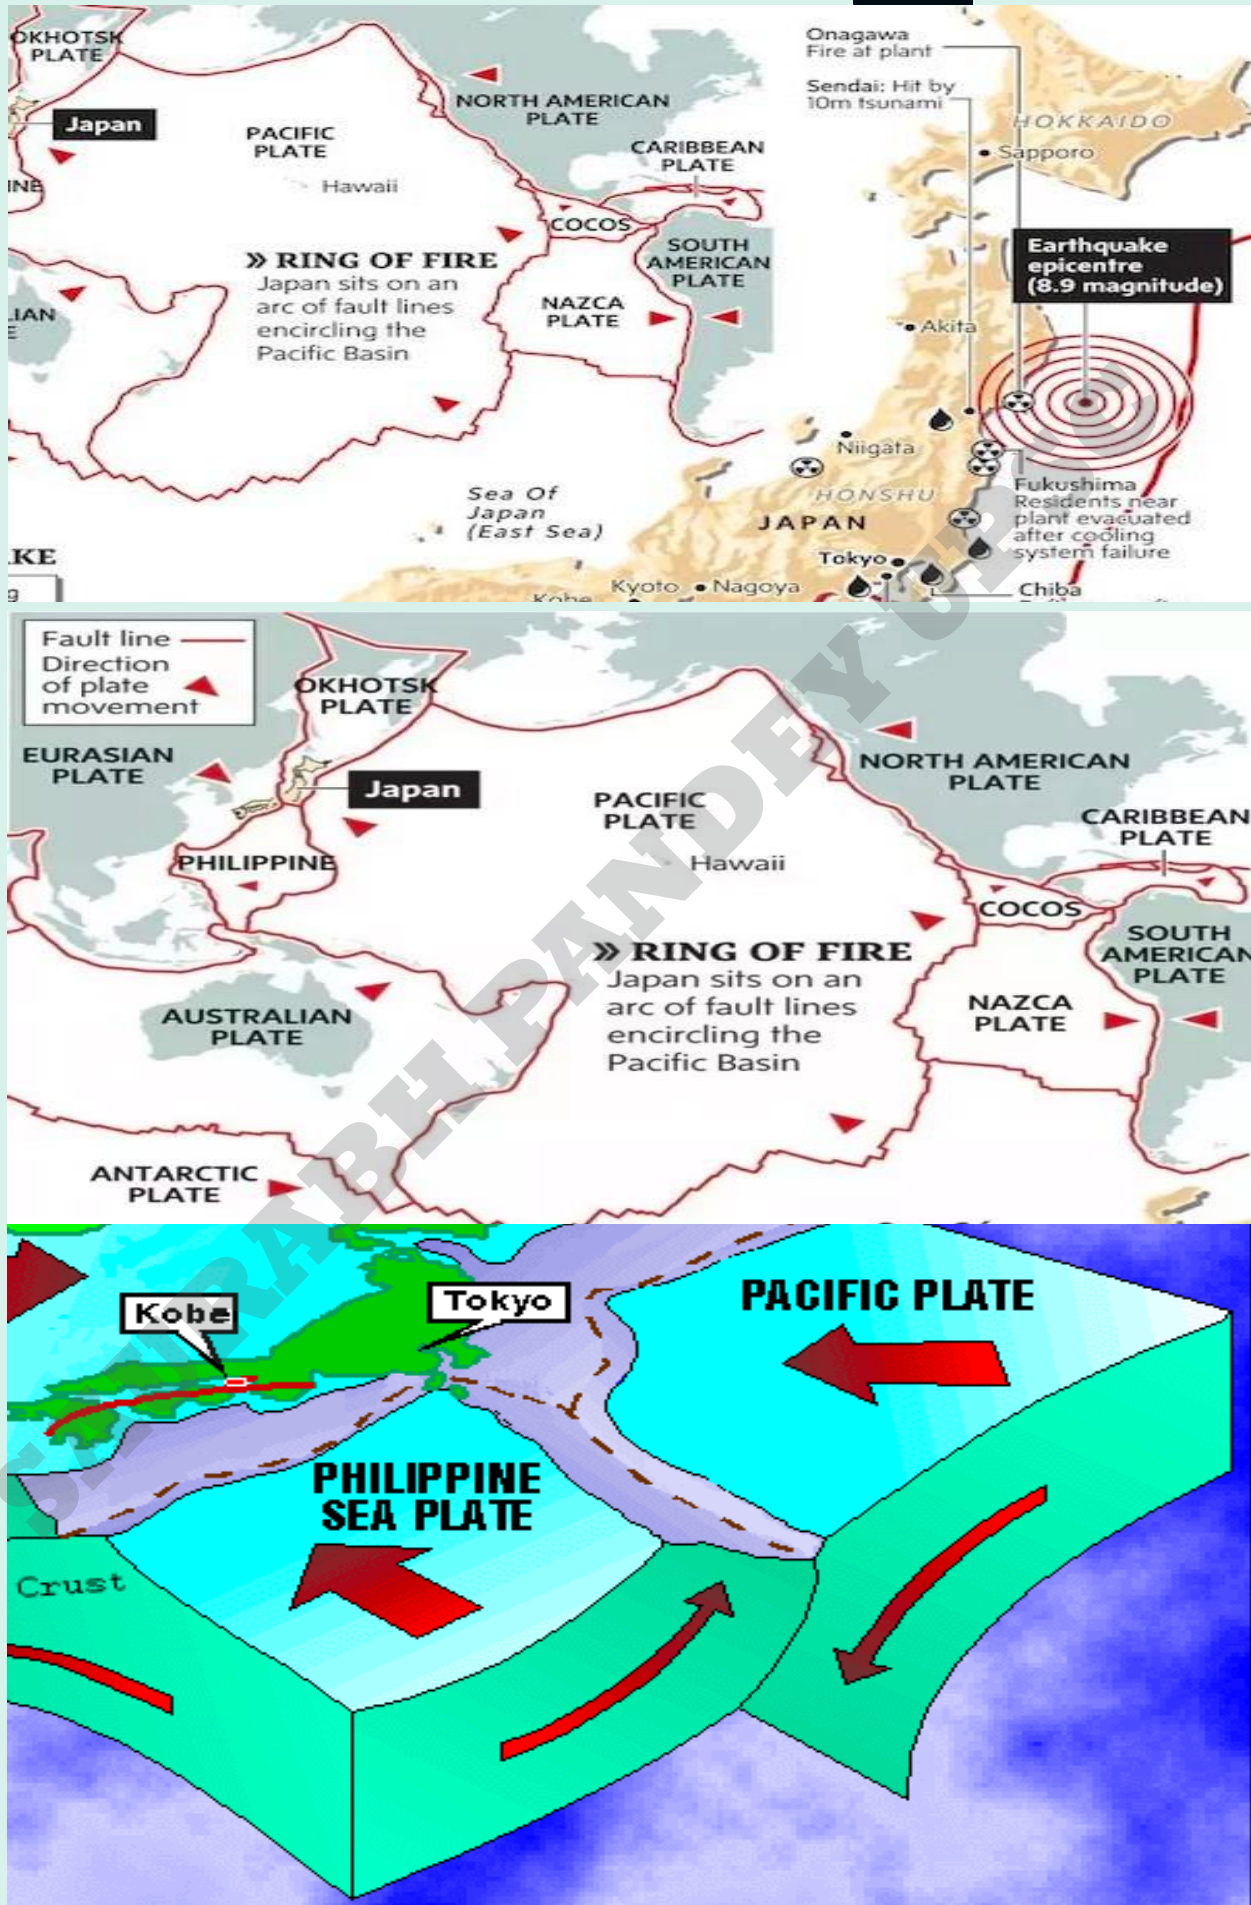 OKHOTSK
PLATE
Japan
PACIFIC
PLATE
Hawaii
NORTH AMERICAN
PLATE
CARIBBEAN
PLATE
COCOS
SOUTH
AMERICAN
PLATE
» RING OF FIRE
Japan sits on an
arc of fault lines
encircling the
Pacific Basin
NAZCA
PLATE
INE
LIAN
E
KE
9
Onagawa
Fire at plant
Sendai: Hit by
10m tsunami
HOKKAIDO
Sapporo
Earthquake
epicentre
(8.9 magnitude)
Akita
Niigata
HONSHU
JAPAN
Sea Of
Japan
(East Sea)
Fukushima
Residents near
plant evacuated
after cooling
system failure
Tokyo
Kyoto
Nagoya
Kobe
Chiba
Fault line
Direction
of plate
movement
OKHOTSK
PLATE
EURASIAN
PLATE
Japan
PHILIPPINE
PACIFIC
PLATE
Hawaii
NORTH AMERICAN
PLATE
CARIBBEAN
PLATE
COCOS
SOUTH
AMERICAN
PLATE
» RING OF FIRE
Japan sits on an
arc of fault lines
encircling the
Pacific Basin
NAZCA
PLATE
AUSTRALIAN
PLATE
ANTARCTIC
PLATE
Kobe
Tokyo
PACIFIC PLATE
PHILIPPINE
SEA PLATE
Crust
SAURABH PANDEY UPSC